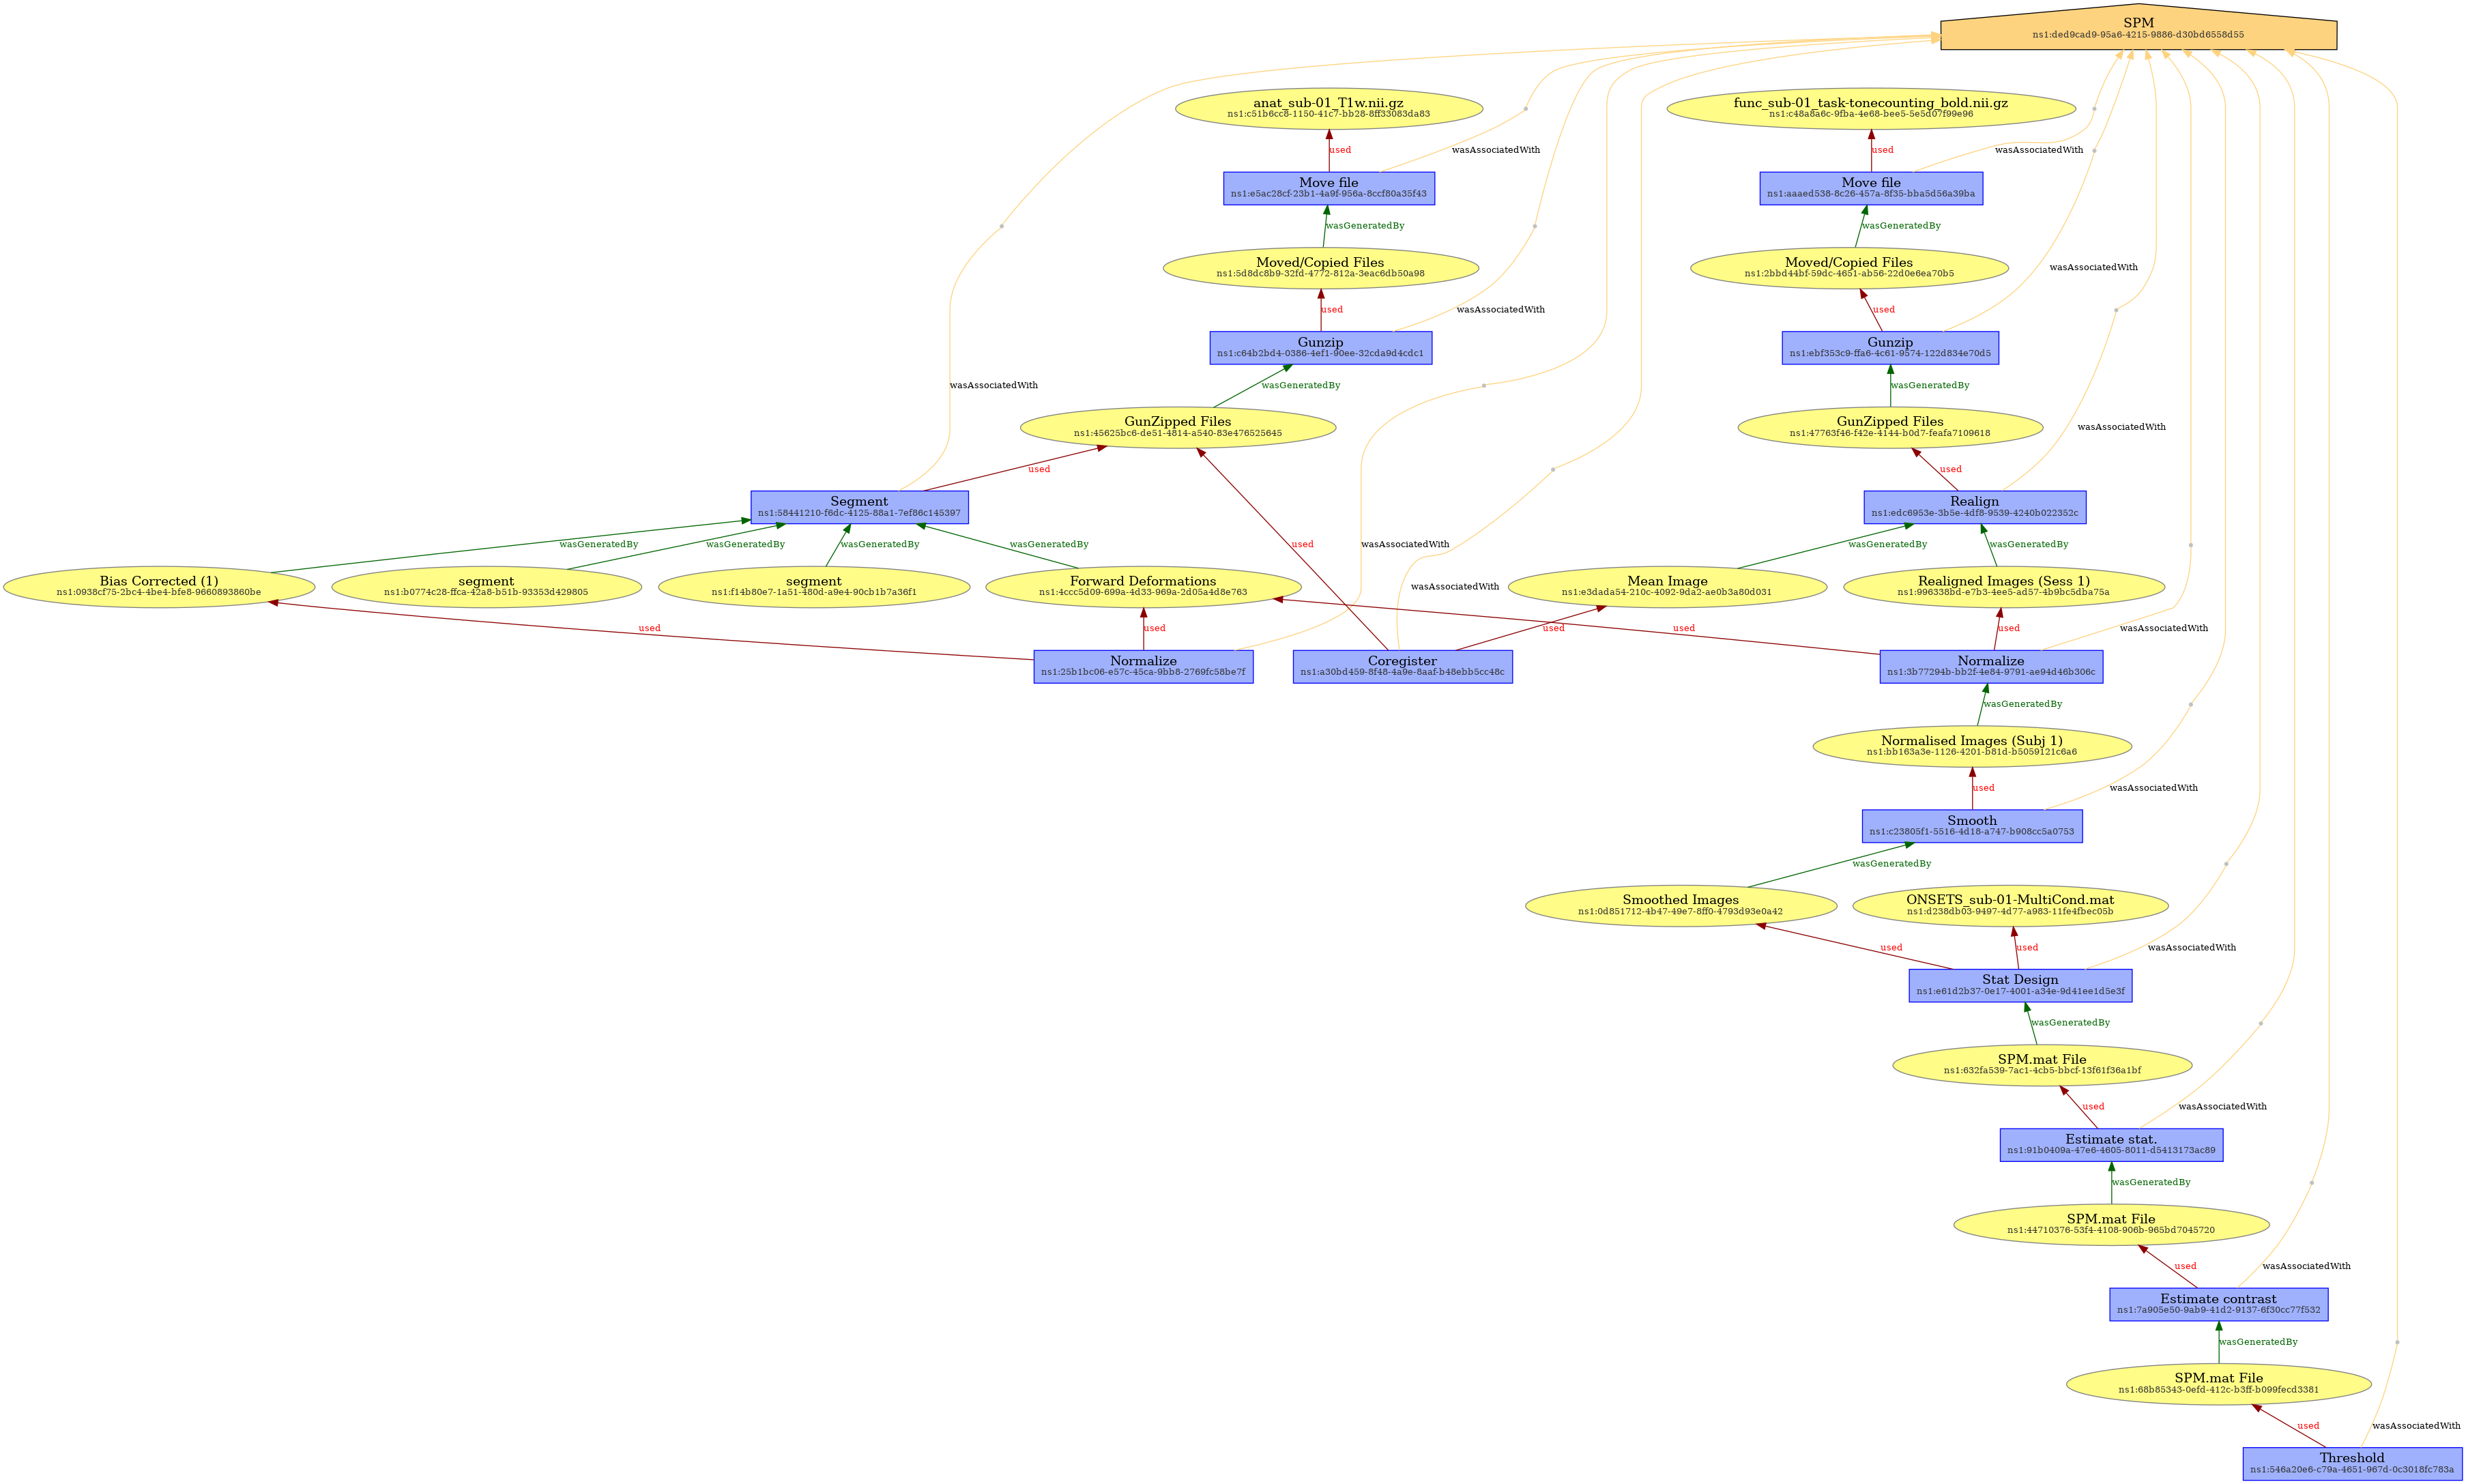 SPM
ns1:ded9cad9-95a6-4215-9886-d30bd6558d55
anat_sub-01_T1w.nii.gz
ns1:c51b6cc8-1150-41c7-bb28-8ff33083da83
func_sub-01_task-tonecounting_bold.nii.gz
ns1:c48a8a6c-9fba-4e68-bee5-5e5d07f99e96
used
wasAssociatedWith
used
wasAssociatedWith
Move file
ns1:e5ac28cf-23b1-4a9f-956a-8ccf80a35f43
Move file
ns1:aaaed538-8c26-457a-8f35-bba5d56a39ba
wasGeneratedBy
wasGeneratedBy
Moved/Copied Files
ns1:5d8dc8b9-32fd-4772-812a-3eac6db50a98
Moved/Copied Files
ns1:2bbd44bf-59dc-4651-ab56-22d0e6ea70b5
wasAssociatedWith
used
wasAssociatedWith
used
Gunzip
ns1:c64b2bd4-0386-4ef1-90ee-32cda9d4cdc1
Gunzip
ns1:ebf353c9-ffa6-4c61-9574-122d834e70d5
wasAssociatedWith
wasGeneratedBy
wasGeneratedBy
GunZipped Files
ns1:45625bc6-de51-4814-a540-83e476525645
GunZipped Files
ns1:47763f46-f42e-4144-b0d7-feafa7109618
wasAssociatedWith
used
used
Segment
ns1:58441210-f6dc-4125-88a1-7ef86c145397
Realign
ns1:edc6953e-3b5e-4df8-9539-4240b022352c
wasGeneratedBy
wasGeneratedBy
wasGeneratedBy
wasGeneratedBy
used
wasAssociatedWith
wasGeneratedBy
wasGeneratedBy
Bias Corrected (1)
ns1:0938cf75-2bc4-4be4-bfe8-9660893860be
segment
ns1:b0774c28-ffca-42a8-b51b-93353d429805
segment
ns1:f14b80e7-1a51-480d-a9e4-90cb1b7a36f1
Forward Deformations
ns1:4ccc5d09-699a-4d33-969a-2d05a4d8e763
wasAssociatedWith
Mean Image
ns1:e3dada54-210c-4092-9da2-ae0b3a80d031
Realigned Images (Sess 1)
ns1:996338bd-e7b3-4ee5-ad57-4b9bc5dba75a
used
used
used
used
used
wasAssociatedWith
Normalize
ns1:25b1bc06-e57c-45ca-9bb8-2769fc58be7f
Coregister
ns1:a30bd459-8f48-4a9e-8aaf-b48ebb5cc48c
Normalize
ns1:3b77294b-bb2f-4e84-9791-ae94d46b306c
wasGeneratedBy
Normalised Images (Subj 1)
ns1:bb163a3e-1126-4201-b81d-b5059121c6a6
used
wasAssociatedWith
Smooth
ns1:c23805f1-5516-4d18-a747-b908cc5a0753
wasGeneratedBy
Smoothed Images
ns1:0d851712-4b47-49e7-8ff0-4793d93e0a42
ONSETS_sub-01-MultiCond.mat
ns1:d238db03-9497-4d77-a983-11fe4fbec05b
used
used
wasAssociatedWith
Stat Design
ns1:e61d2b37-0e17-4001-a34e-9d41ee1d5e3f
wasGeneratedBy
SPM.mat File
ns1:632fa539-7ac1-4cb5-bbcf-13f61f36a1bf
used
wasAssociatedWith
Estimate stat.
ns1:91b0409a-47e6-4605-8011-d5413173ac89
wasGeneratedBy
SPM.mat File
ns1:44710376-53f4-4108-906b-965bd7045720
used
wasAssociatedWith
Estimate contrast
ns1:7a905e50-9ab9-41d2-9137-6f30cc77f532
wasGeneratedBy
SPM.mat File
ns1:68b85343-0efd-412c-b3ff-b099fecd3381
used
wasAssociatedWith
Threshold
ns1:546a20e6-c79a-4651-967d-0c3018fc783a